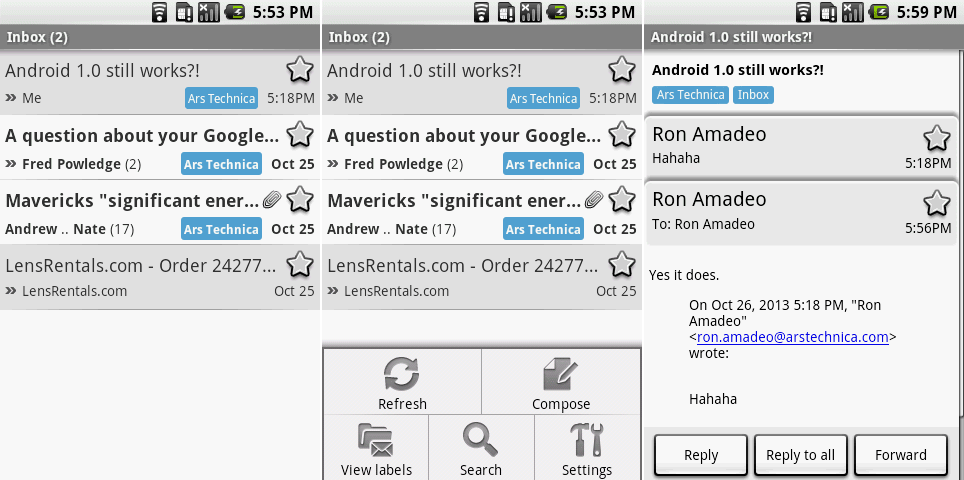 5:53 PM
Inbox (2)
Android 1.0 still works?!
» Me Ars Technica 5:18PM
A question about your Google...
» Fred Powledge (2) Ars Technica Oct 25
Mavericks "significant ener...
Andrew .. Nate (17) Ars Technica Oct 25
LensRentals.com - Order 24277...
» LensRentals.com Oct 25
5:53 PM
Inbox (2)
Android 1.0 still works?!
» Me Ars Technica 5:18PM
A question about your Google...
» Fred Powledge (2) Ars Technica Oct 25
Mavericks "significant ener...
Andrew .. Nate (17) Ars Technica Oct 25
LensRentals.com - Order 24277...
» LensRentals.com Oct 25
Refresh Compose
View labels Search Settings
5:59 PM
Android 1.0 still works?!
Android 1.0 still works?!
Ars Technica Inbox
Ron Amadeo
Hahaha 5:18PM
Ron Amadeo
To: Ron Amadeo 5:56PM
Yes it does.
On Oct 26, 2013 5:18 PM, "Ron
Amadeo"
<ron.amadeo@arstechnica.com>
wrote:
Hahaha
Reply Reply to all Forward